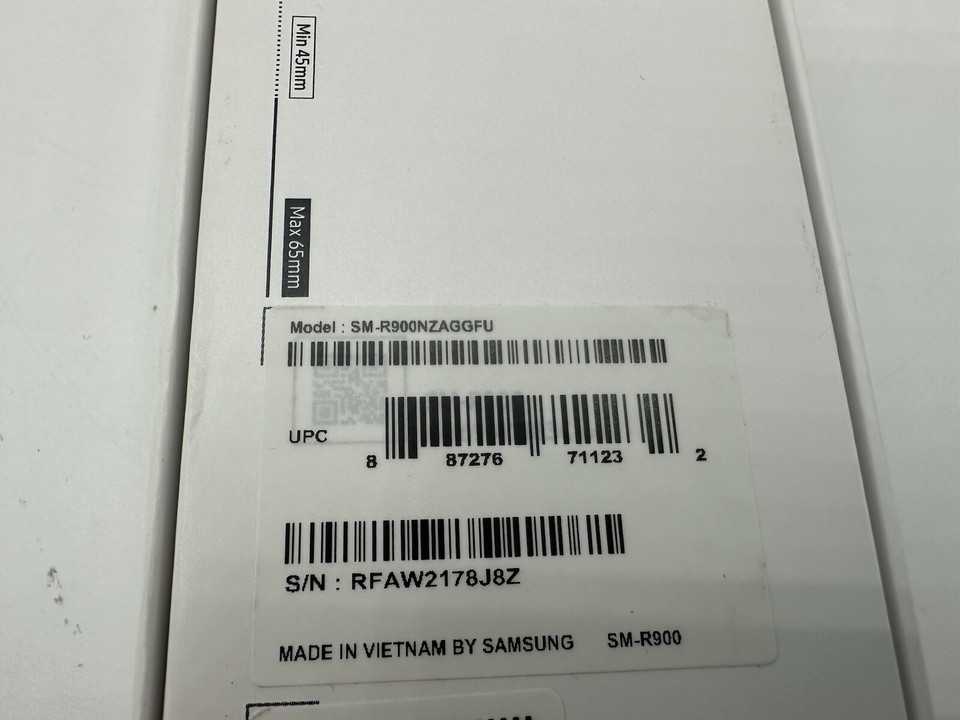 Min 45mm
Max 65mm
Model : SM-R900NZAGGFU
UPC
8 87276 71123 2
S/N : RFAW2178J8Z
MADE IN VIETNAM BY SAMSUNG SM-R900